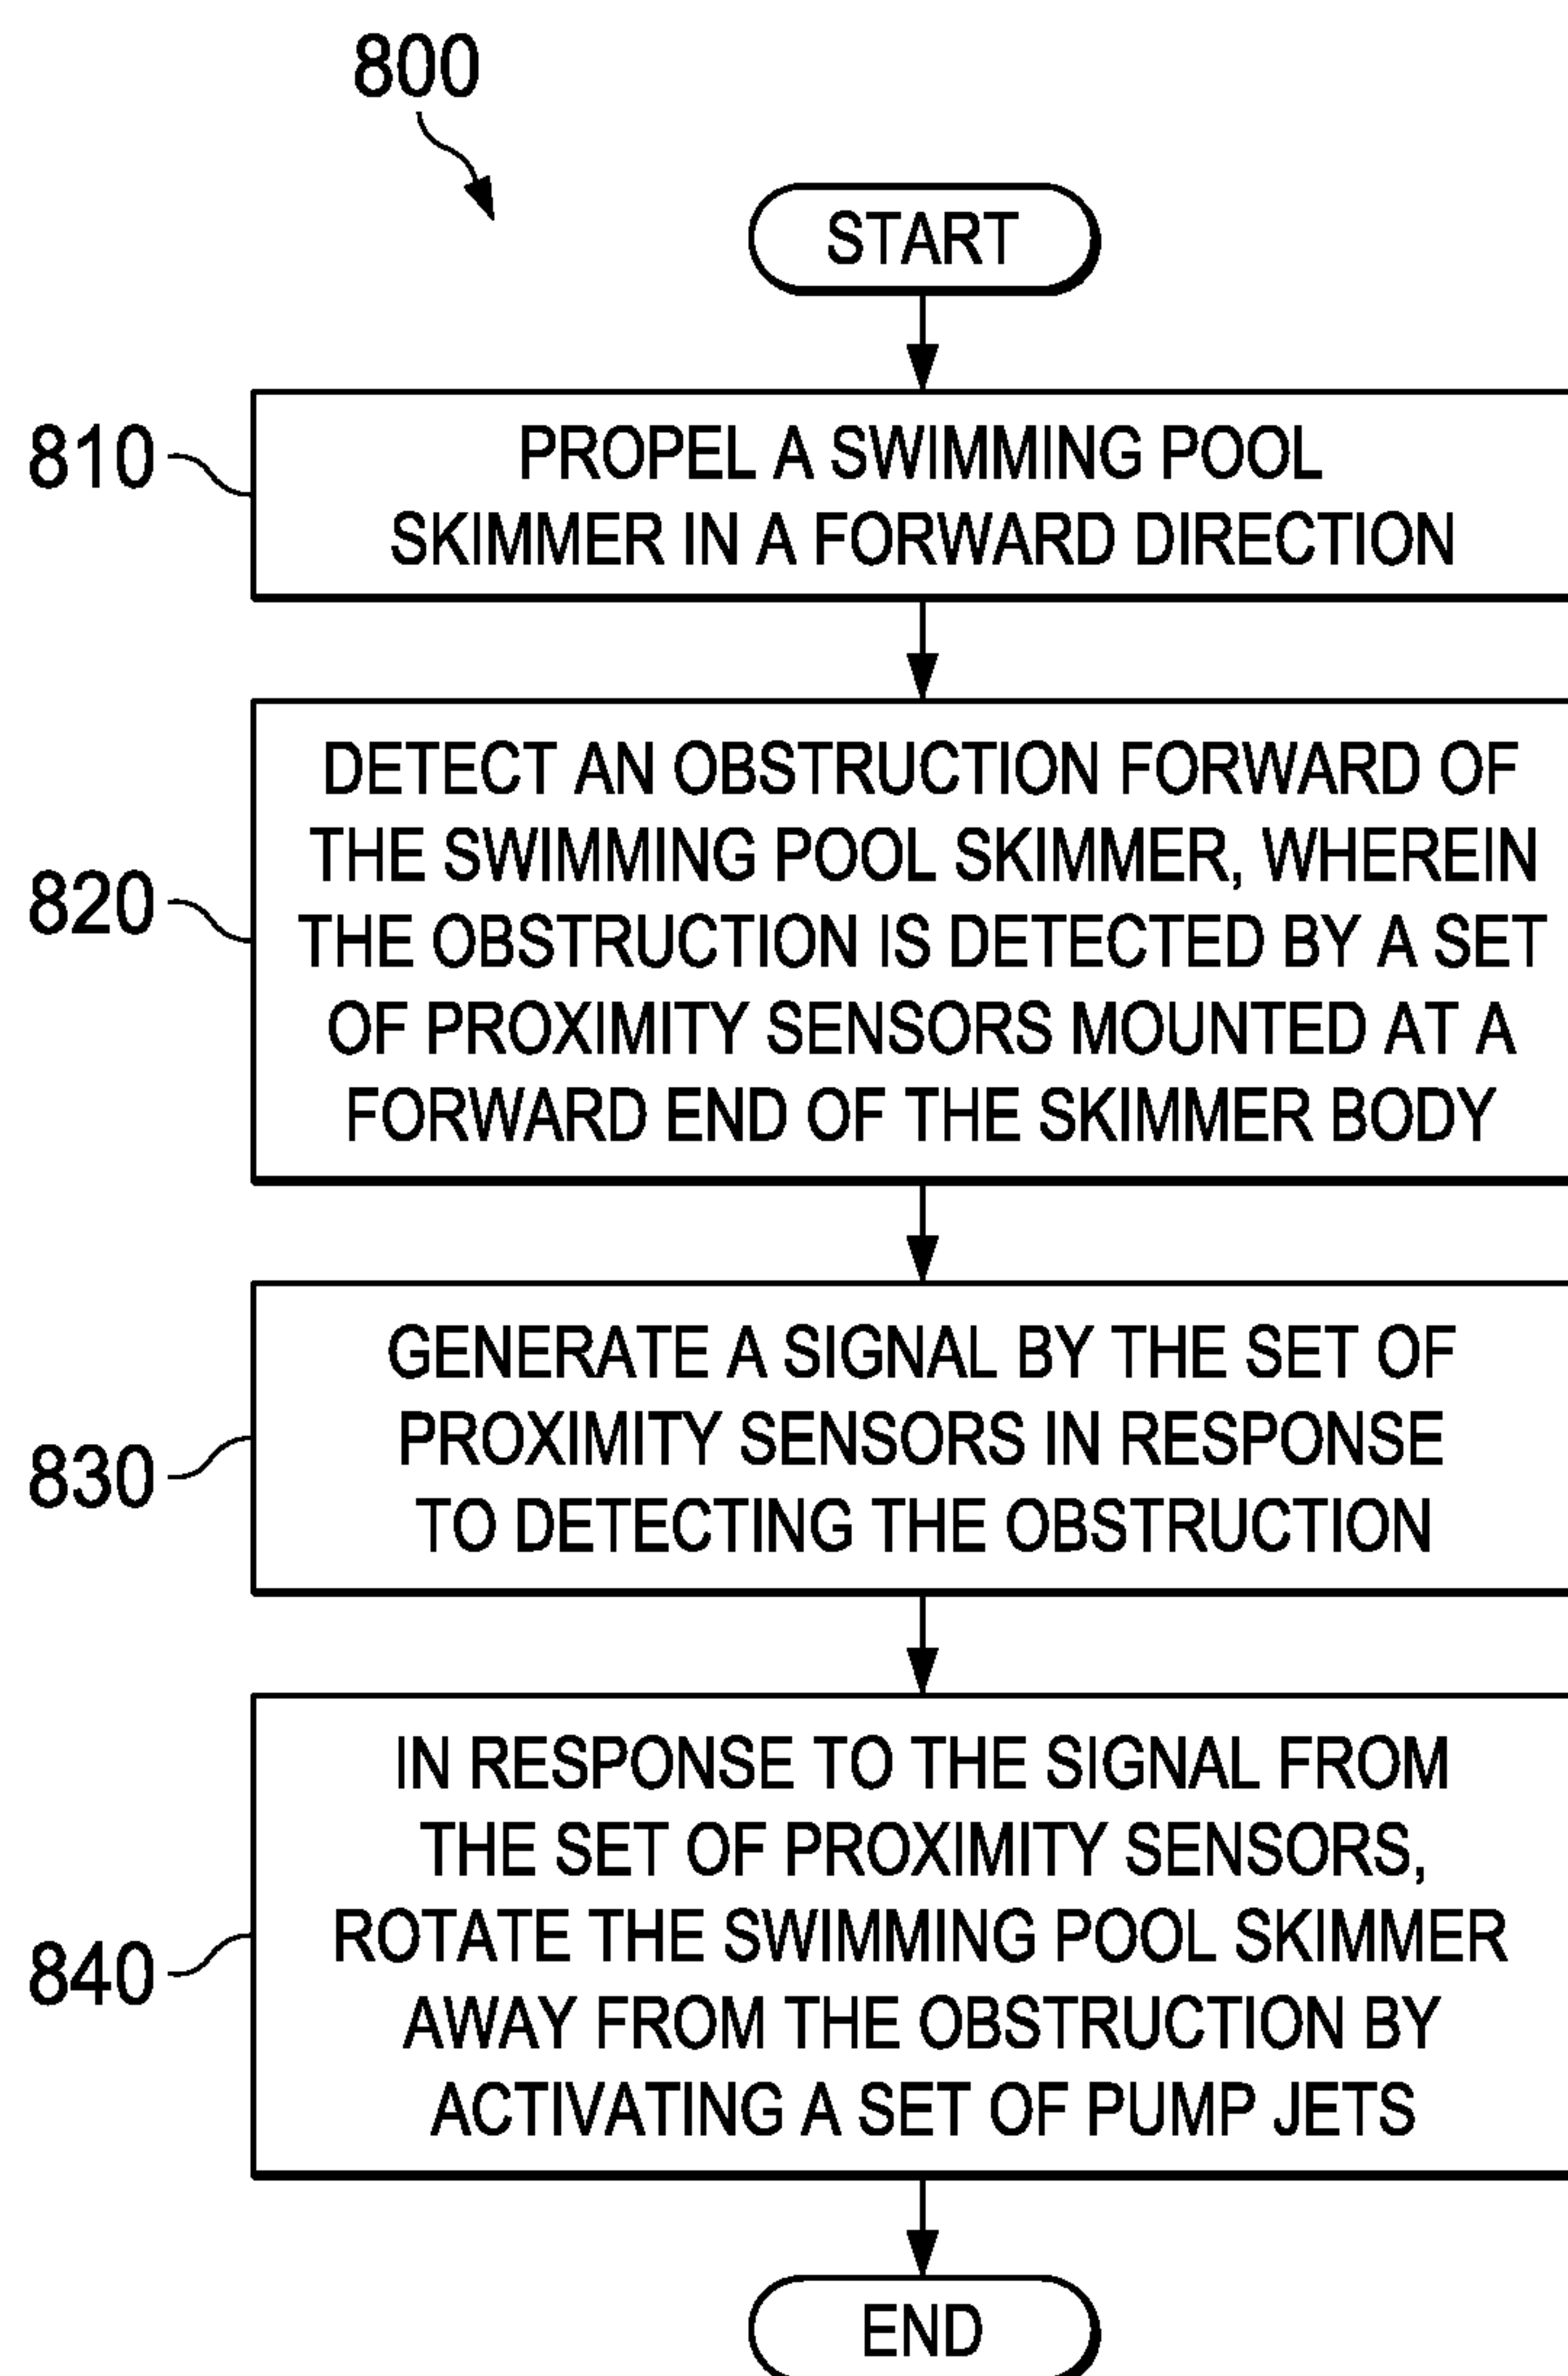 800
START
810
PROPEL A SWIMMING POOL
SKIMMER IN A FORWARD DIRECTION
820
DETECT AN OBSTRUCTION FORWARD OF
THE SWIMMING POOL SKIMMER, WHEREIN
THE OBSTRUCTION IS DETECTED BY A SET
OF PROXIMITY SENSORS MOUNTED AT A
FORWARD END OF THE SKIMMER BODY
830
GENERATE A SIGNAL BY THE SET OF
PROXIMITY SENSORS IN RESPONSE
TO DETECTING THE OBSTRUCTION
840
IN RESPONSE TO THE SIGNAL FROM
THE SET OF PROXIMITY SENSORS,
ROTATE THE SWIMMING POOL SKIMMER
AWAY FROM THE OBSTRUCTION BY
ACTIVATING A SET OF PUMP JETS
END